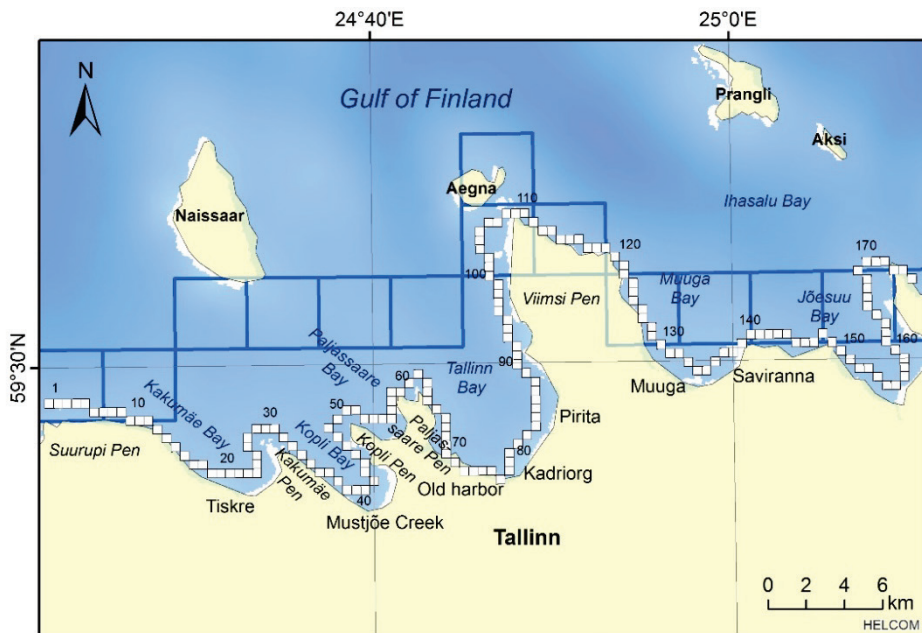 24°40'E
25°0'E
N
Gulf of Finland
Prangli
Aksi
Aegna
Naissaar
Ihasalu Bay
110
120
170
100
Viimsi Pen
Muuga
Bay
Jõesuu
Bay
59°30'N
Paljassaare
Bay
Tallinn
Bay
90
130
140
150
160
Muuga
Saviranna
1
10
Kakumäe Bay
30
50
60
Kopli Bay
Kopli Pen
Paljas-
saare Pen
70
80
Pirita
Suurupi Pen
20
Kakumäe
Pen
40
Tiskre
Mustjõe Creek
Old harbor
Kadriorg
Tallinn
0 2 4 6
km
HELCOM